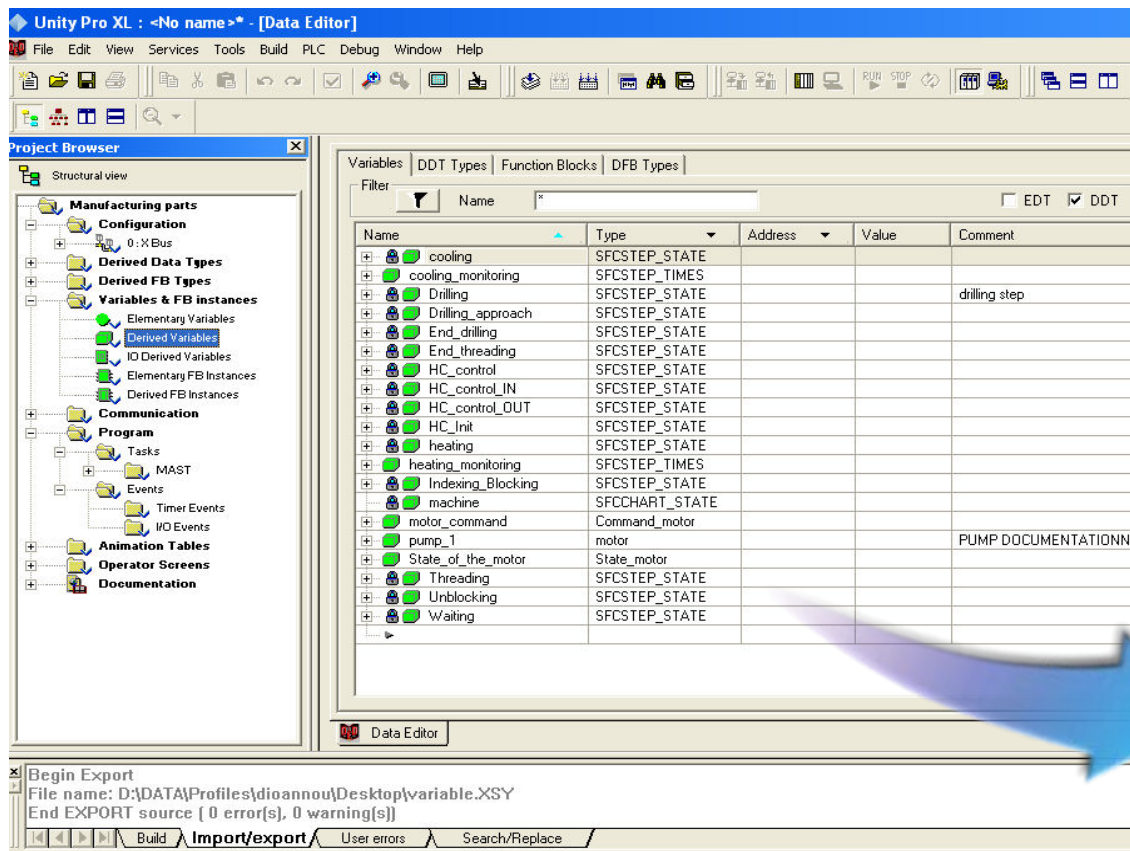 Unity Pro XL : <No name>* - [Data Editor]
File Edit View Services Tools Build PLC Debug Window Help
RUN STOP
Project Browser
Structural view
Manufacturing parts
Configuration
0 : X Bus
Derived Data Types
Derived FB Types
Variables & FB instances
Elementary Variables
Derived Variables
IO Derived Variables
Elementary FB Instances
Derived FB Instances
Communication
Program
Tasks
MAST
Events
Timer Events
I/O Events
Animation Tables
Operator Screens
Documentation
Variables DDT Types Function Blocks DFB Types
Filter
Name * EDT DDT
Name Type Address Value Comment
cooling SFCSTEP_STATE
cooling_monitoring SFCSTEP_TIMES
Drilling SFCSTEP_STATE drilling step
Drilling_approach SFCSTEP_STATE
End_drilling SFCSTEP_STATE
End_threading SFCSTEP_STATE
HC_control SFCSTEP_STATE
HC_control_IN SFCSTEP_STATE
HC_control_OUT SFCSTEP_STATE
HC_Init SFCSTEP_STATE
heating SFCSTEP_STATE
heating_monitoring SFCSTEP_TIMES
Indexing_Blocking SFCSTEP_STATE
machine SFCCHART_STATE
motor_command Command_motor
pump_1 motor PUMP DOCUMENTATIONN
State_of_the_motor State_motor
Threading SFCSTEP_STATE
Unblocking SFCSTEP_STATE
Waiting SFCSTEP_STATE
Data Editor
Begin Export
File name: D:\DATA\Profiles\dioannou\Desktop\variable.XSY
End EXPORT source ( 0 error(s), 0 warning(s))
Build Import/export User errors Search/Replace